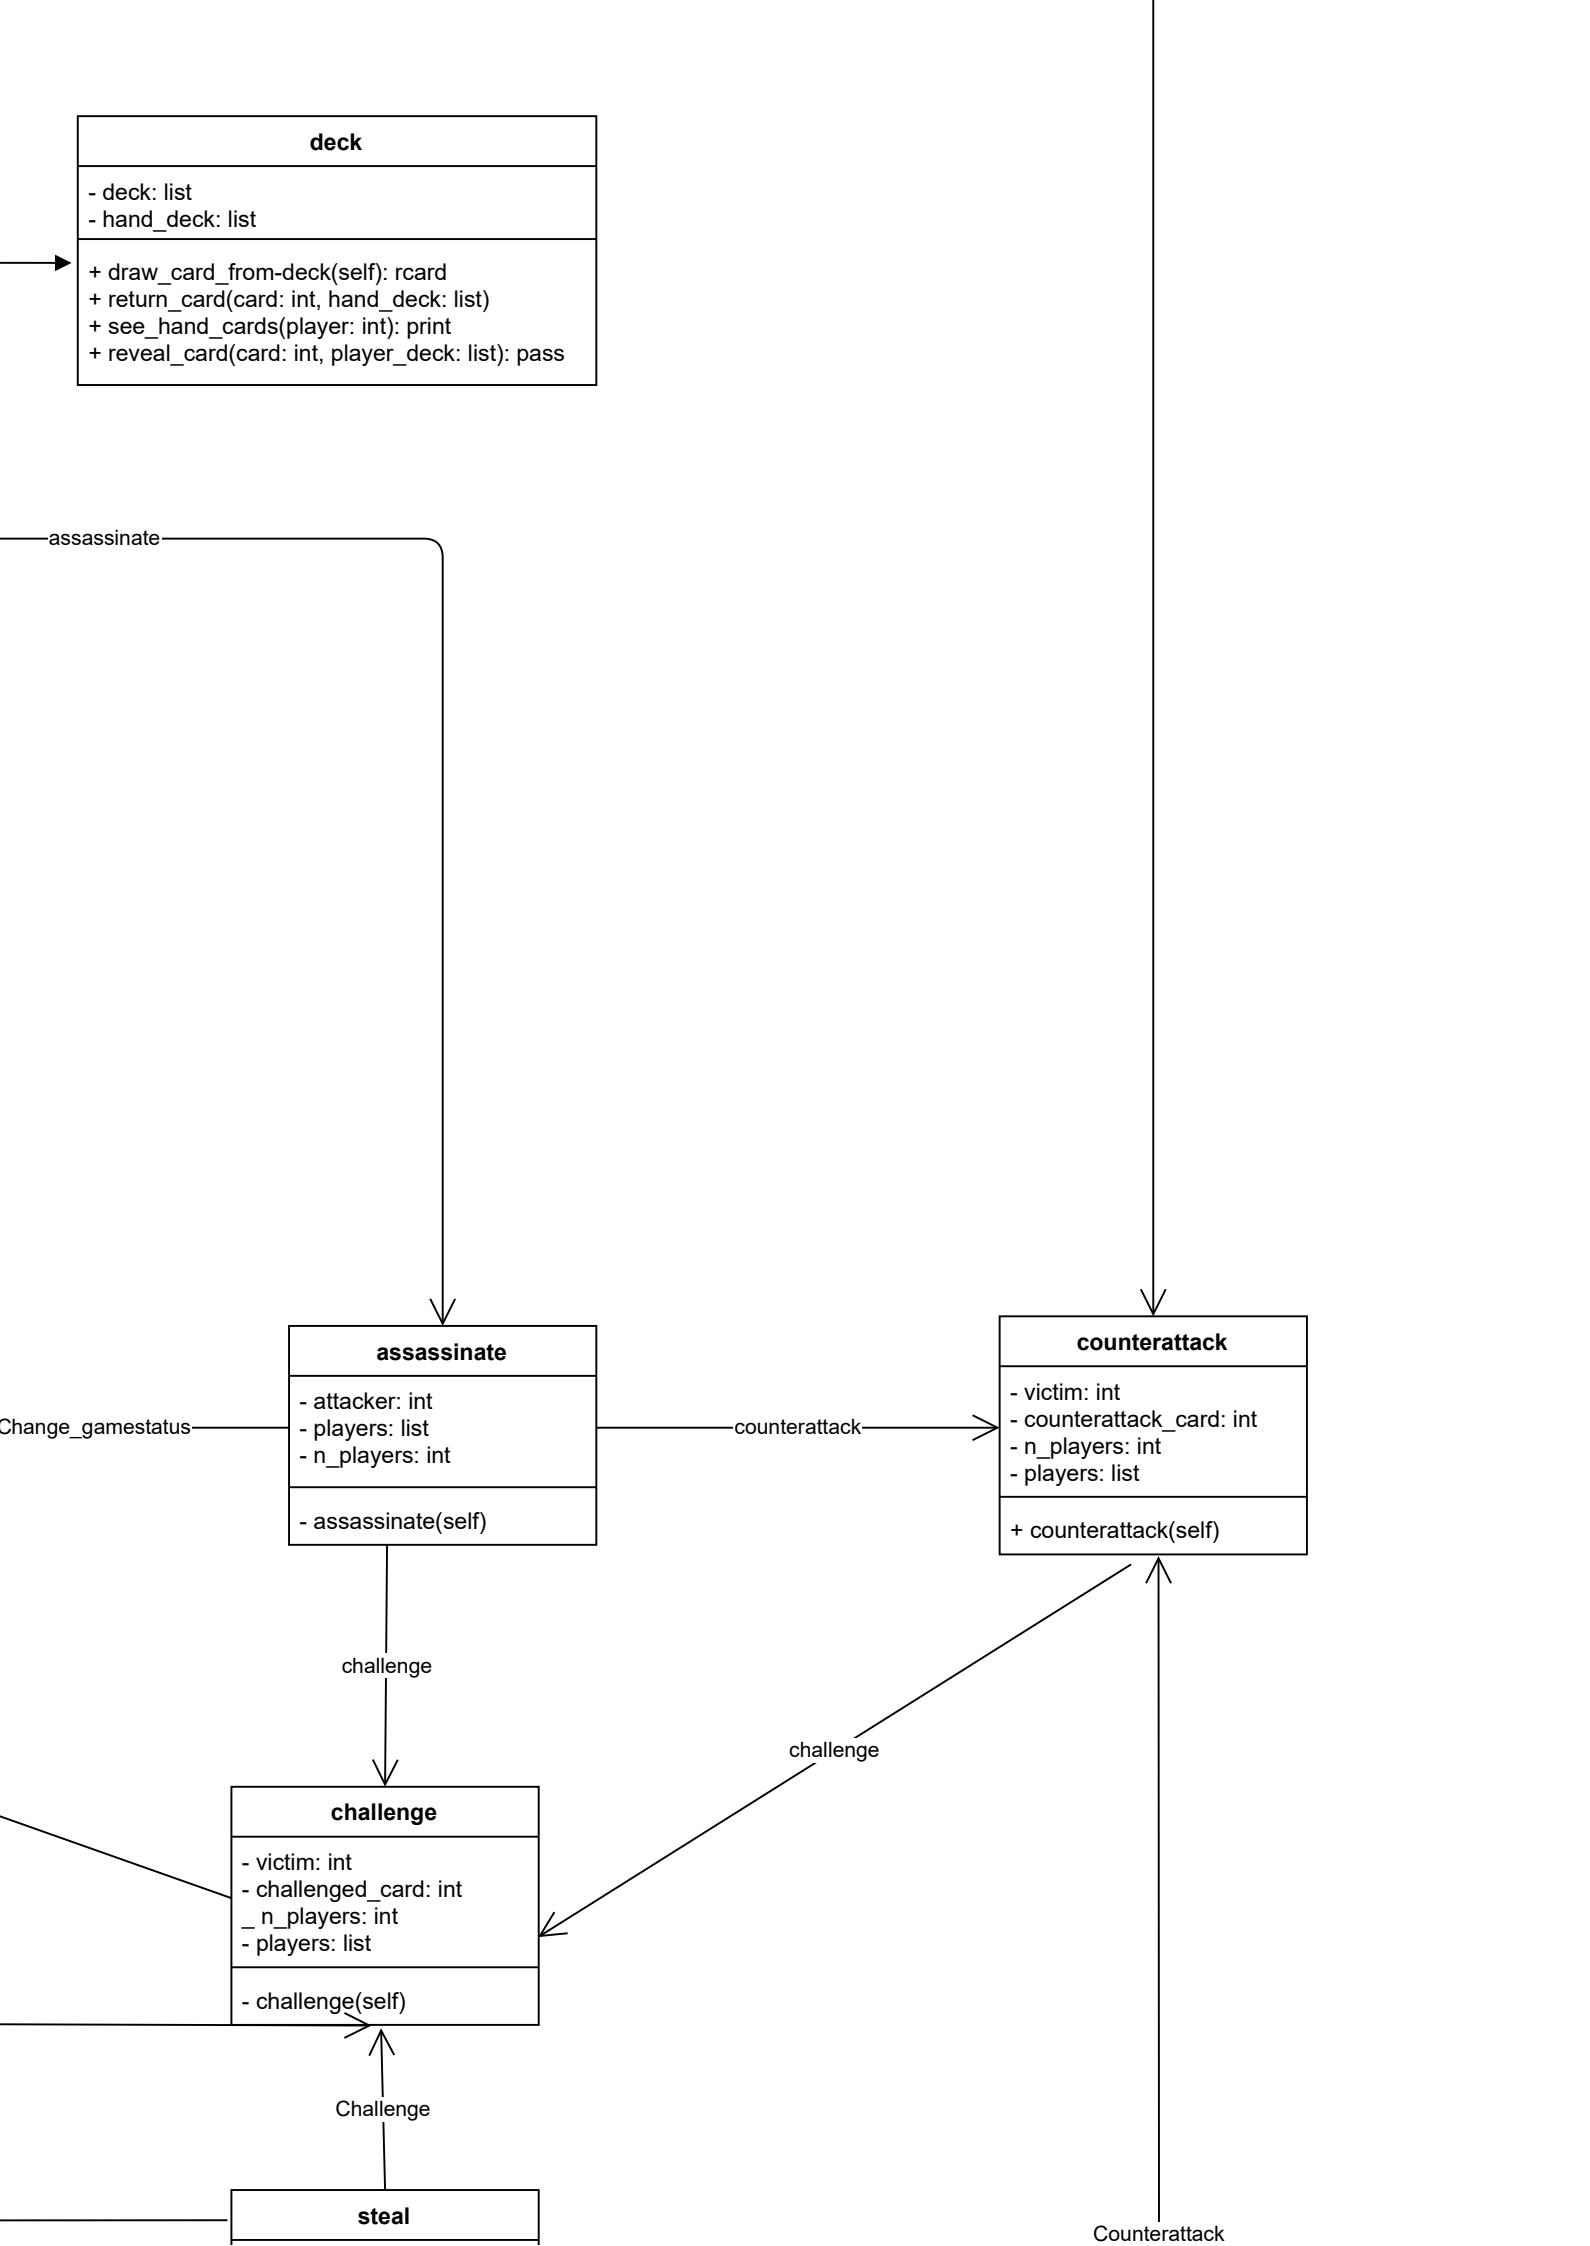 deck
- deck: list
- hand_deck: list
+ draw_card_from-deck(self): rcard
+ return_card(card: int, hand_deck: list)
+ see_hand_cards(player: int): print
+ reveal_card(card: int, player_deck: list): pass
assassinate
assassinate
- attacker: int
- players: list
- n_players: int
- assassinate(self)
Change_gamestatus
counterattack
counterattack
- victim: int
- counterattack_card: int
- n_players: int
- players: list
+ counterattack(self)
challenge
challenge
challenge
- victim: int
- challenged_card: int
_ n_players: int
- players: list
- challenge(self)
Challenge
steal
Counterattack